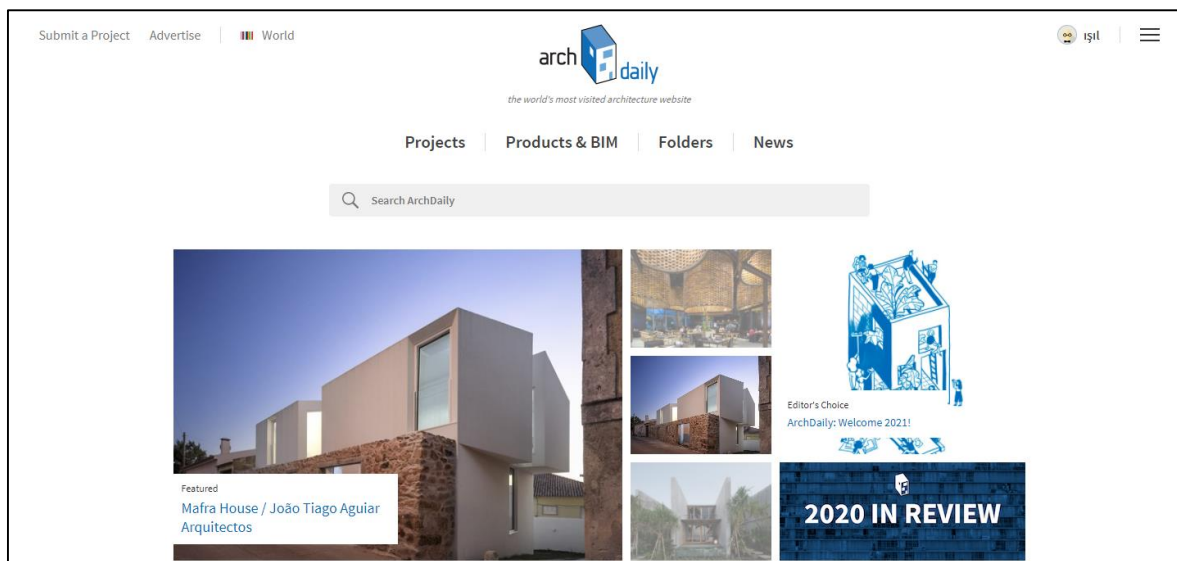 Submit a Project Advertise World
ışıl
arch daily
the world's most visited architecture website
Projects Products & BIM Folders News
Search ArchDaily
Featured
Mafra House / João Tiago Aguiar
Arquitectos
Editor's Choice
ArchDaily: Welcome 2021!
2020 IN REVIEW